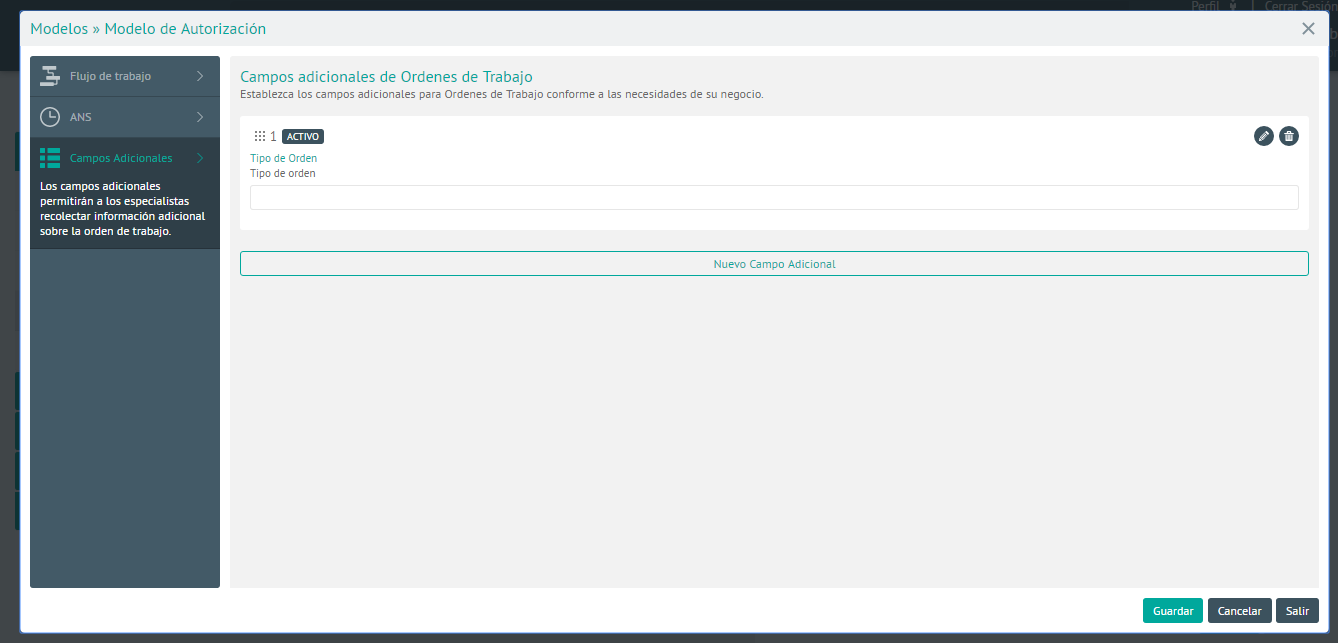 Perfil
Cerrar Sesión
Modelos » Modelo de Autorización
Flujo de trabajo
ANS
Campos Adicionales
Los campos adicionales
permitirán a los especialistas
recolectar información adicional
sobre la orden de trabajo.
Campos adicionales de Ordenes de Trabajo
Establezca los campos adicionales para Ordenes de Trabajo conforme a las necesidades de su negocio.
1 ACTIVO
Tipo de Orden
Tipo de orden
Nuevo Campo Adicional
Guardar Cancelar Salir